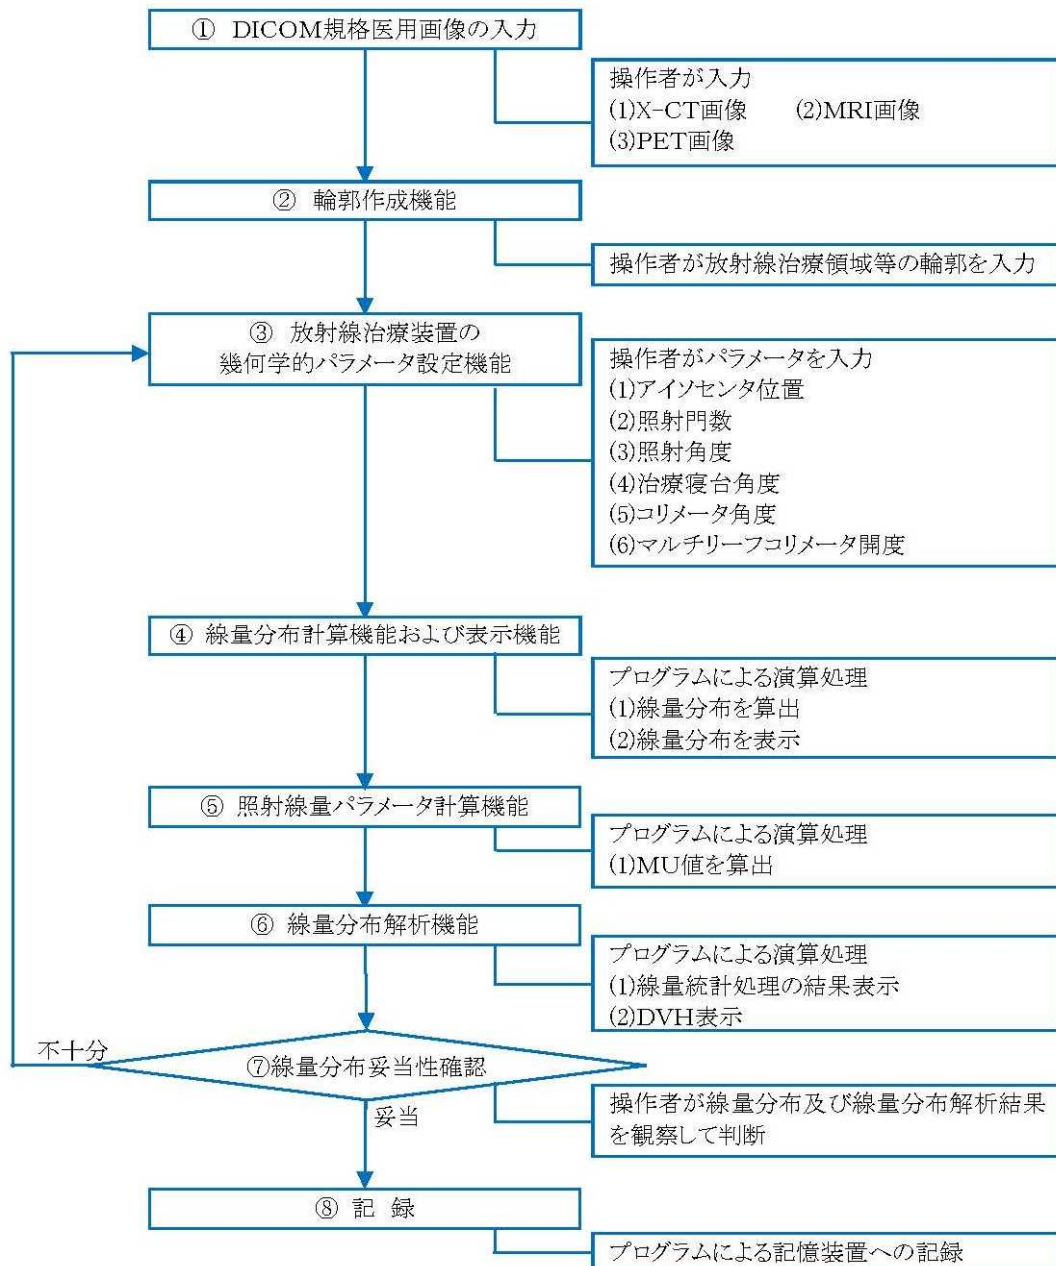 ① DICOM規格医用画像の入力
操作者が入力
(1)X-CT画像　(2)MRI画像
(3)PET画像
② 輪郭作成機能
操作者が放射線治療領域等の輪郭を入力
③ 放射線治療装置の
幾何学的パラメータ設定機能
操作者がパラメータを入力
(1)アイソセンタ位置
(2)照射門数
(3)照射角度
(4)治療寝台角度
(5)コリメータ角度
(6)マルチリーフコリメータ開度
④ 線量分布計算機能および表示機能
プログラムによる演算処理
(1)線量分布を算出
(2)線量分布を表示
⑤ 照射線量パラメータ計算機能
プログラムによる演算処理
(1)MU値を算出
⑥ 線量分布解析機能
プログラムによる演算処理
(1)線量統計処理の結果表示
(2)DVH表示
不十分
⑦線量分布妥当性確認
妥当
操作者が線量分布及び線量分布解析結果
を観察して判断
⑧ 記 録
プログラムによる記憶装置への記録